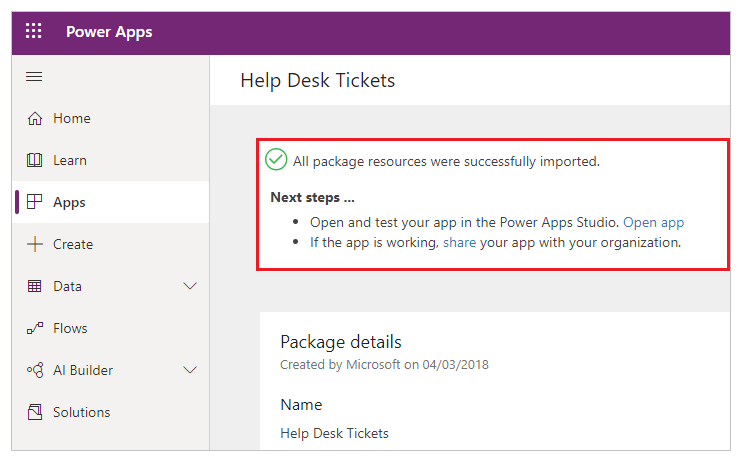 Power Apps
Help Desk Tickets
Home
Learn
Apps
Create
Data
Flows
AI Builder
Solutions
All package resources were successfully imported.
Next steps ...
Open and test your app in the Power Apps Studio. Open app
If the app is working, share your app with your organization.
Package details
Created by Microsoft on 04/03/2018
Name
Help Desk Tickets